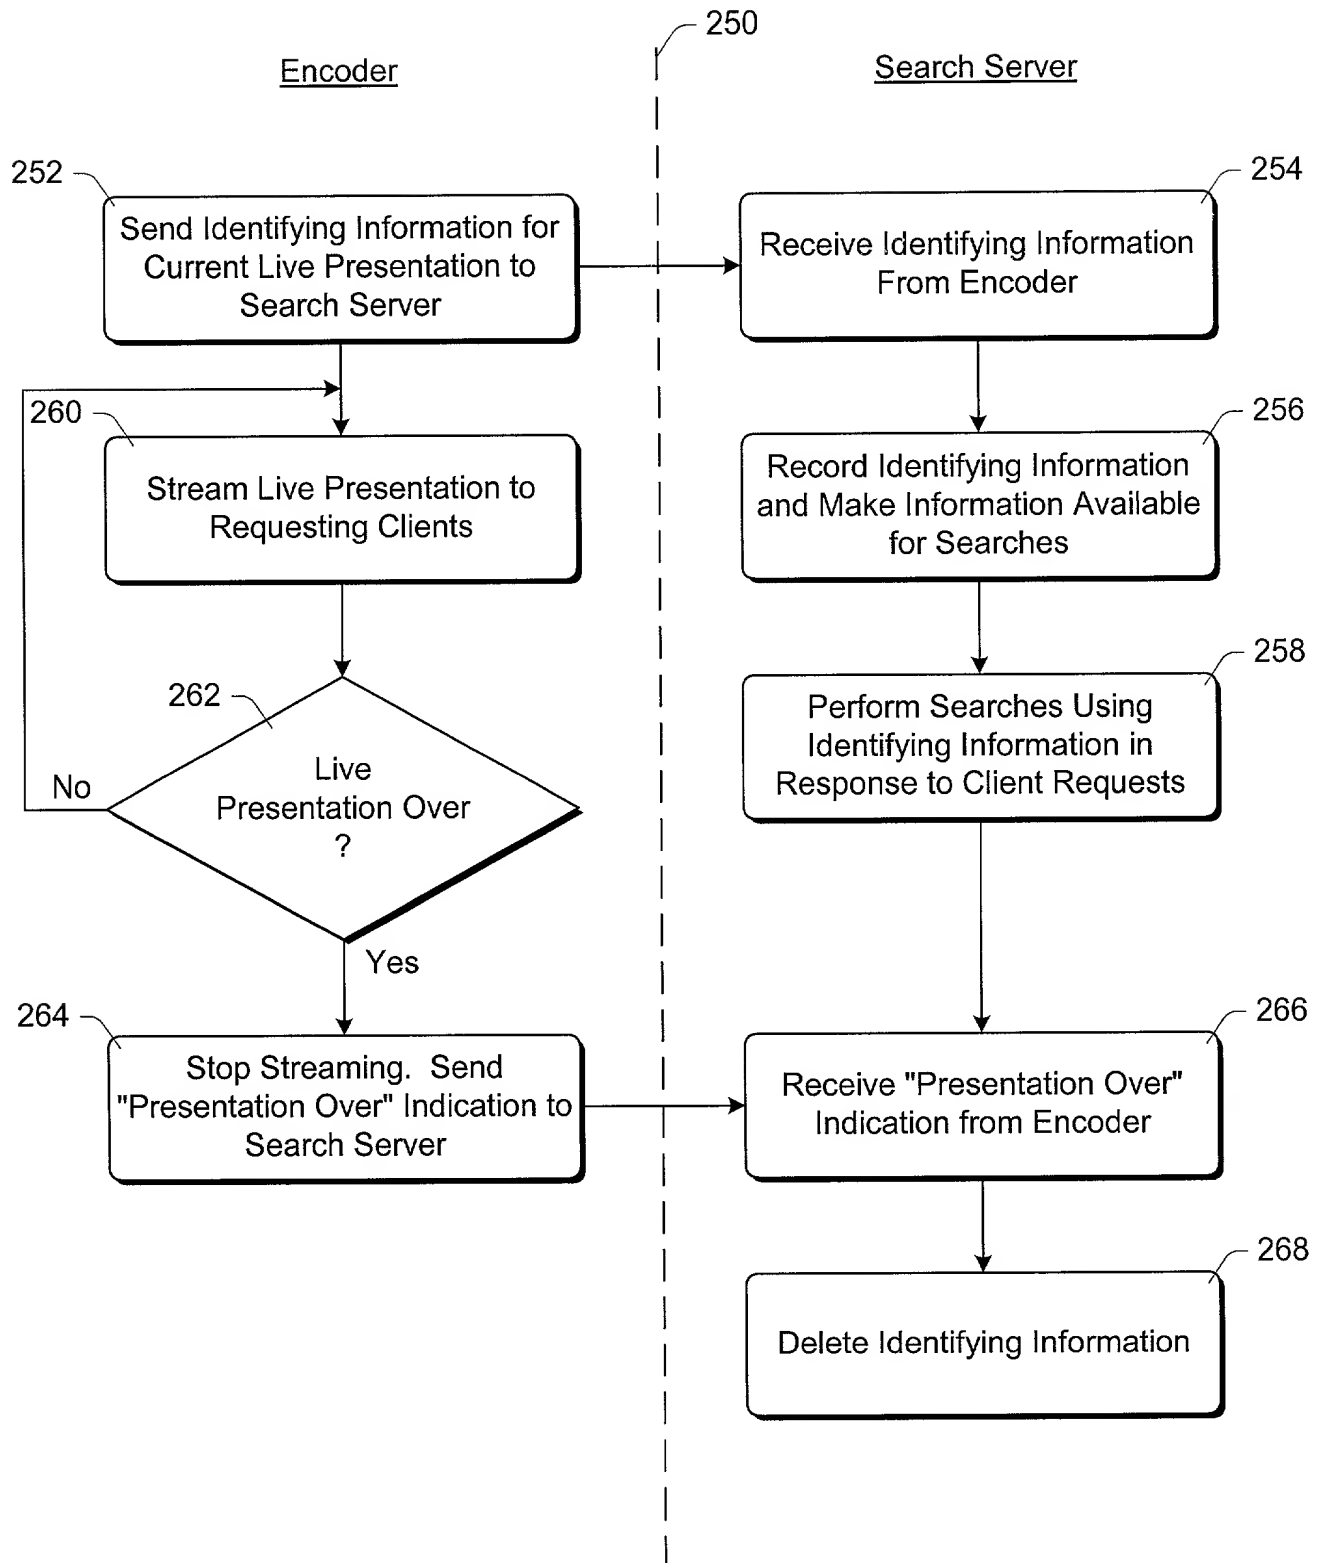 250
Encoder
Search Server
252
Send Identifying Information for
Current Live Presentation to
Search Server
254
Receive Identifying Information
From Encoder
260
Stream Live Presentation to
Requesting Clients
256
Record Identifying Information
and Make Information Available
for Searches
262
Live
Presentation Over
?
No
Yes
258
Perform Searches Using
Identifying Information in
Response to Client Requests
264
Stop Streaming. Send
"Presentation Over" Indication to
Search Server
266
Receive "Presentation Over"
Indication from Encoder
268
Delete Identifying Information